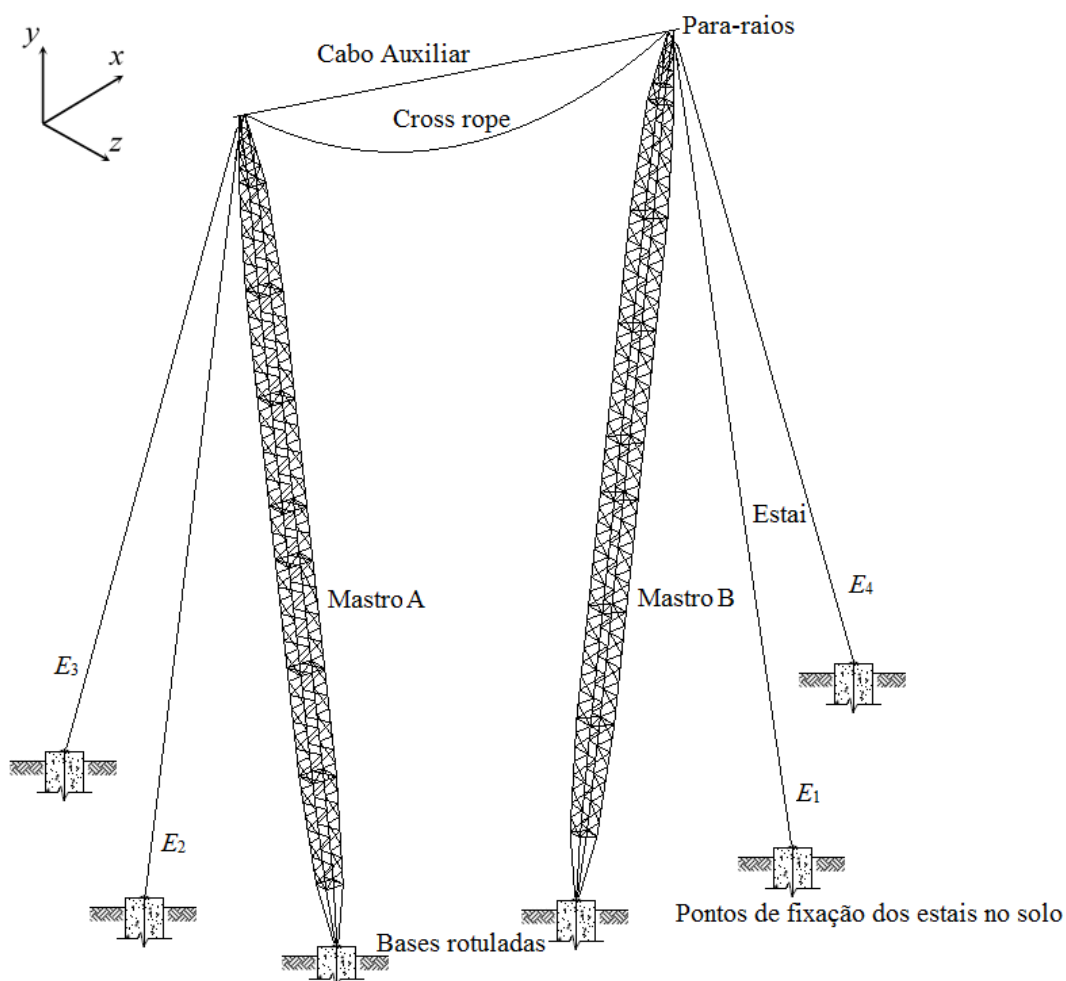 Para-raios
y
Cabo Auxiliar
x
Cross rope
z
Estai
E4
Mastro A
Mastro B
E3
E1
E2
Pontos de fixação dos estais no solo
Bases rotuladas